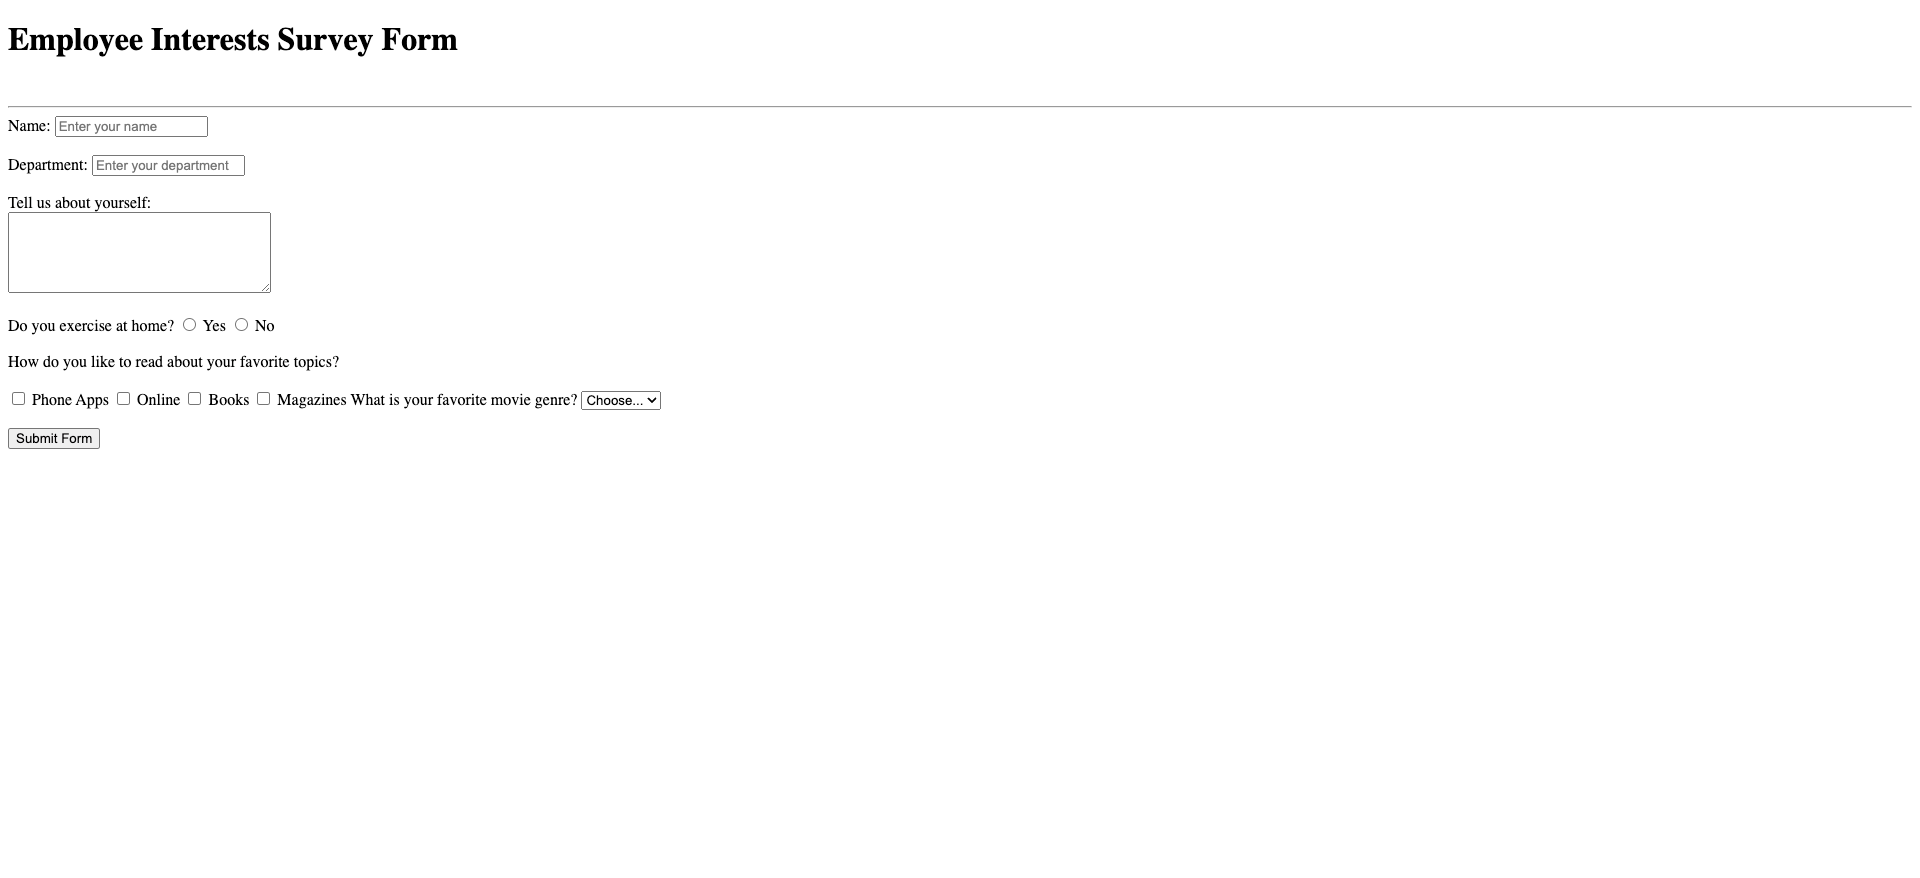 Employee Interests Survey Form
Name: Enter your name
Department: Enter your department
Tell us about yourself:
Do you exercise at home? Yes No
How do you like to read about your favorite topics?
Phone Apps Online Books Magazines What is your favorite movie genre? Choose...
Submit Form